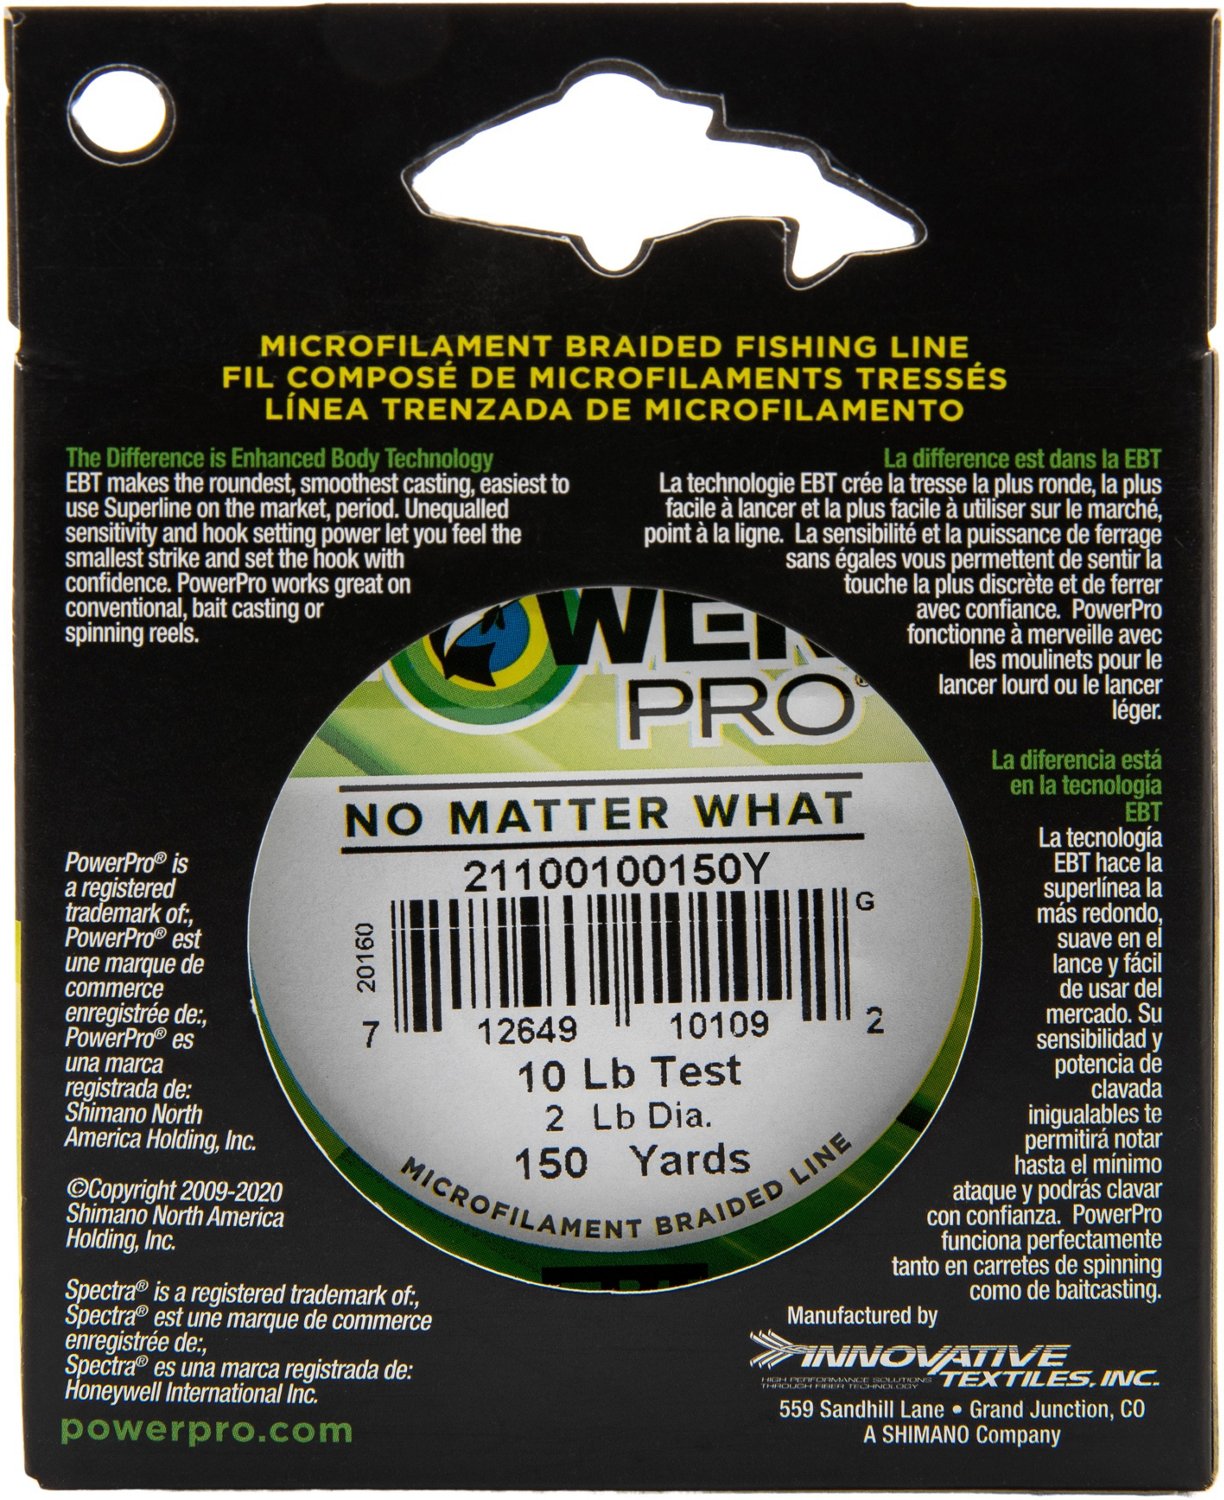 MICROFILAMENT BRAIDED FISHING LINE
FIL COMPOSÉ DE MICROFILAMENTS TRESSÉS
LÍNEA TRENZADA DE MICROFILAMENTO
The Difference is Enhanced Body Technology
EBT makes the roundest, smoothest casting, easiest to
use Superline on the market, period. Unequalled
sensitivity and hook setting power let you feel the
smallest strike and set the hook with
confidence. PowerPro works great on
conventional, bait casting or
spinning reels.
La difference est dans la EBT
La technologie EBT crée la tresse la plus ronde, la plus
facile à lancer et la plus facile à utiliser sur le marché,
point à la ligne. La sensibilité et la puissance de ferrage
sans égales vous permettent de sentir la
touche la plus discrète et de ferrer
avec confiance. PowerPro
fonctionne à merveille avec
les moulinets pour le
lancer lourd ou le lancer
léger.
La diferencia está
en la tecnología
EBT
La tecnología
EBT hace la
superlínea la
más redondo,
suave en el
lance y fácil
de usar del
mercado. Su
sensibilidad y
potencia de
clavada
inigualables te
permitirá notar
hasta el mínimo
ataque y podrás clavar
con confianza. PowerPro
funciona perfectamente
tanto en carretes de spinning
como de baitcasting.
PRO®
NO MATTER WHAT
21100100150Y
G
20160
7 12649 10109 2
10 Lb Test
2 Lb Dia.
150 Yards
MICROFILAMENT BRAIDED LINE
PowerPro® is
a registered
trademark of:,
PowerPro® est
une marque de
commerce
enregistrée de:,
PowerPro® es
una marca
registrada de:
Shimano North
America Holding, Inc.
©Copyright 2009-2020
Shimano North America
Holding, Inc.
Spectra® is a registered trademark of:,
Spectra® est une marque de commerce
enregistrée de:,
Spectra® es una marca registrada de:
Honeywell International Inc.
powerpro.com
Manufactured by
INNOVATIVE
TEXTILES, INC.
HIGH PERFORMANCE SOLUTIONS
THROUGH FIBER TECHNOLOGY
559 Sandhill Lane • Grand Junction, CO
A SHIMANO Company